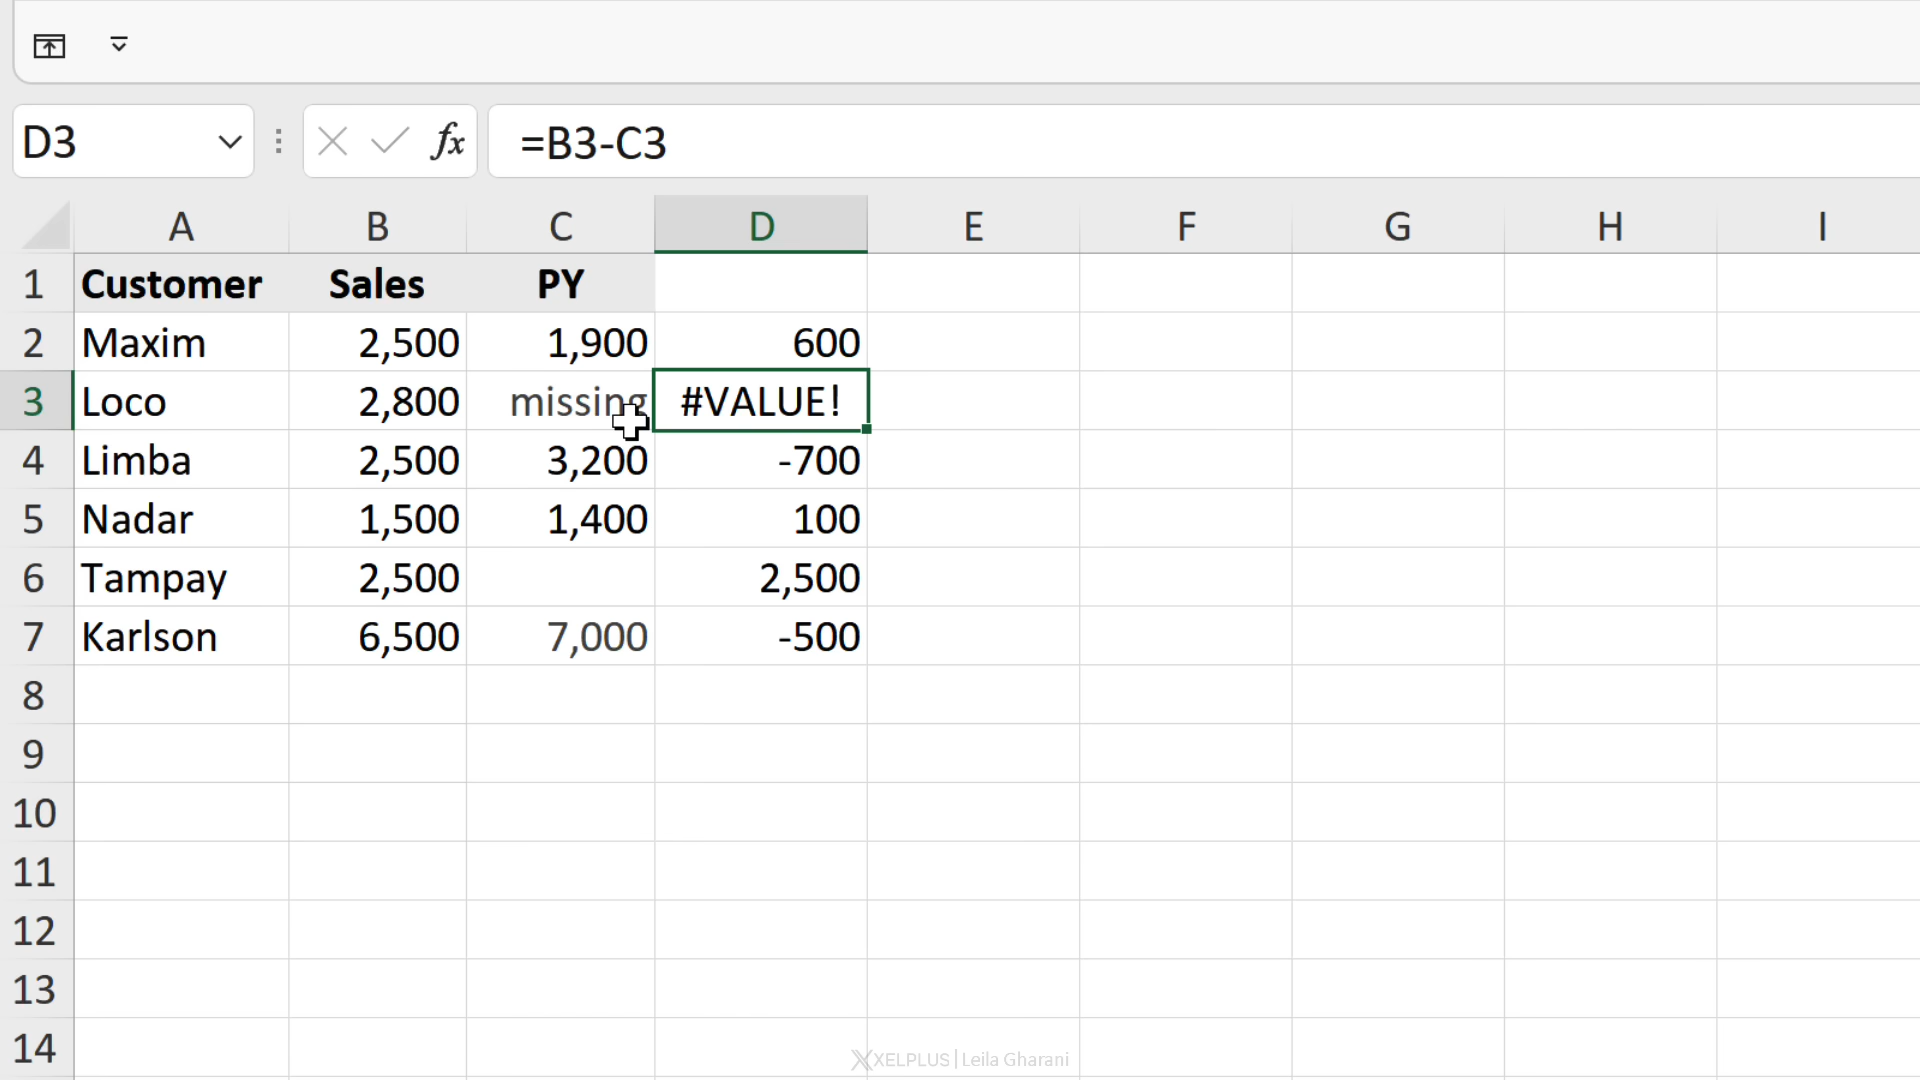 D3 fx =B3-C3
A B C D E F G H I
1 Customer Sales PY
2 Maxim 2,500 1,900 600
3 Loco 2,800 missing #VALUE!
4 Limba 2,500 3,200 -700
5 Nadar 1,500 1,400 100
6 Tampay 2,500 2,500
7 Karlson 6,500 7,000 -500
8
9
10
11
12
13
14
XELPLUS | Leila Gharani